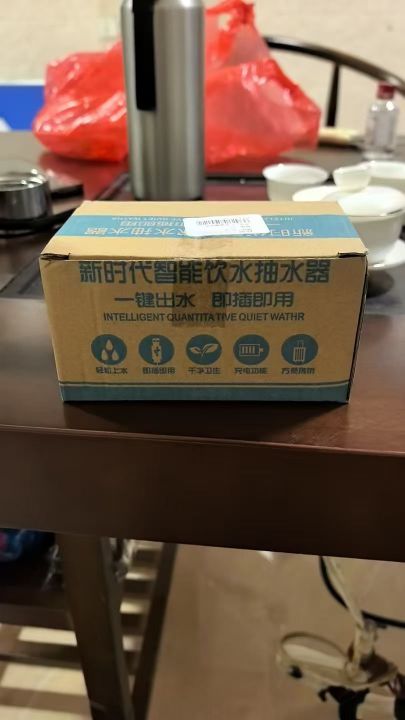 新时代智能饮水抽水器
一键出水 即插即用
INTELLIGENT QUANTITATIVE QUIET WATHR
轻松上水 即插即用 干净卫生 充电功能 方便携带